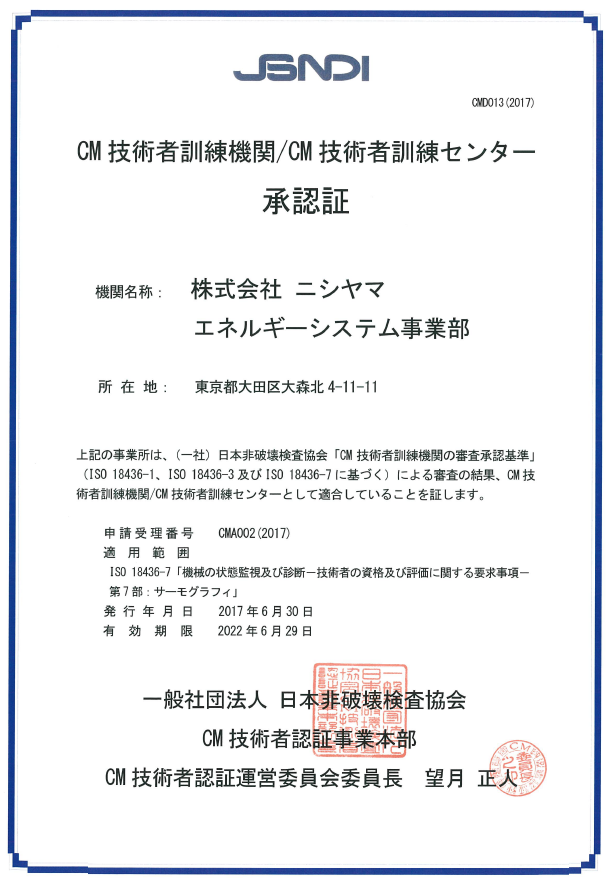 JSNDI
CMD013(2017)
CM 技術者訓練機関/CM 技術者訓練センター
承認証
機関名称： 株式会社 ニシヤマ
エネルギーシステム事業部
所 在 地： 東京都大田区大森北 4-11-11
上記の事業所は、（一社）日本非破壊検査協会「CM 技術者訓練機関の審査承認基準」
（ISO 18436-1、ISO 18436-3 及び ISO 18436-7 に基づく）による審査の結果、CM 技
術者訓練機関/CM 技術者訓練センターとして適合していることを証します。
申請受理番号 CMA002(2017)
適 用 範 囲
ISO 18436-7「機械の状態監視及び診断－技術者の資格及び評価に関する要求事項－
第 7 部：サーモグラフィ」
発 行 年 月 日 2017 年 6 月 30 日
有 効 期 限 2022 年 6 月 29 日
一般社団法人 日本非破壊検査協会
CM 技術者認証事業本部
CM 技術者認証運営委員会委員長 望月 正人